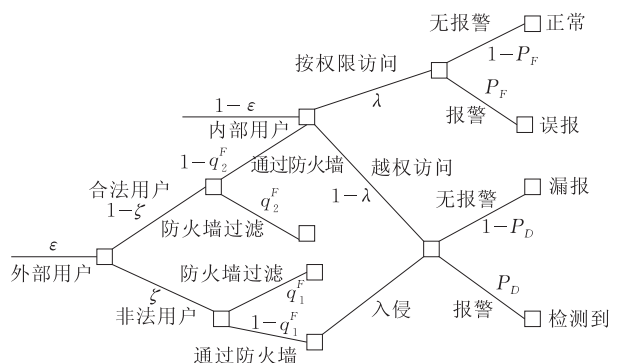 无报警
正常
1-P_F
按权限访问
P_F
λ
报警
误报
1-ε
内部用户
1-q_2^F
通过防火墙
越权访问
漏报
无报警
合法用户
1-ζ
q_2^F
1-λ
1-P_D
防火墙过滤
ε
外部用户
防火墙过滤
P_D
ζ
q_1^F
入侵
报警
非法用户
1-q_1^F
检测到
通过防火墙